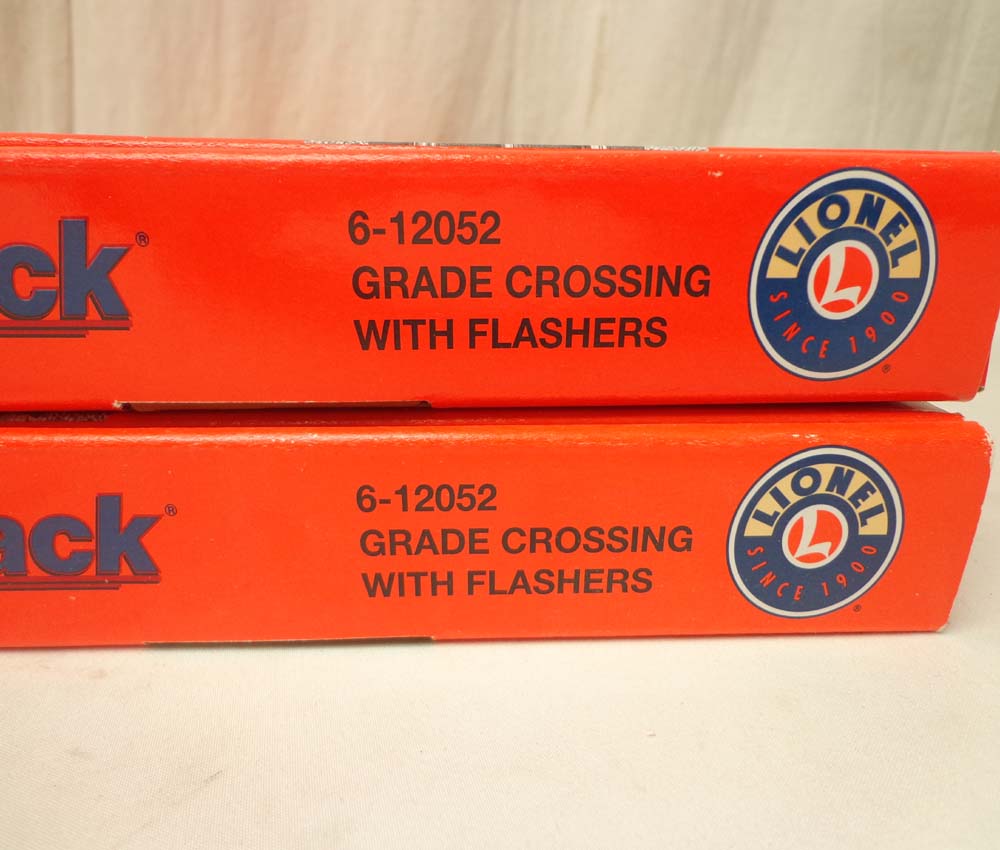 ck®
6-12052
GRADE CROSSING
WITH FLASHERS
LIONEL
L
SINCE 1900
®
ack®
6-12052
GRADE CROSSING
WITH FLASHERS
LIONEL
L
SINCE 1900
®